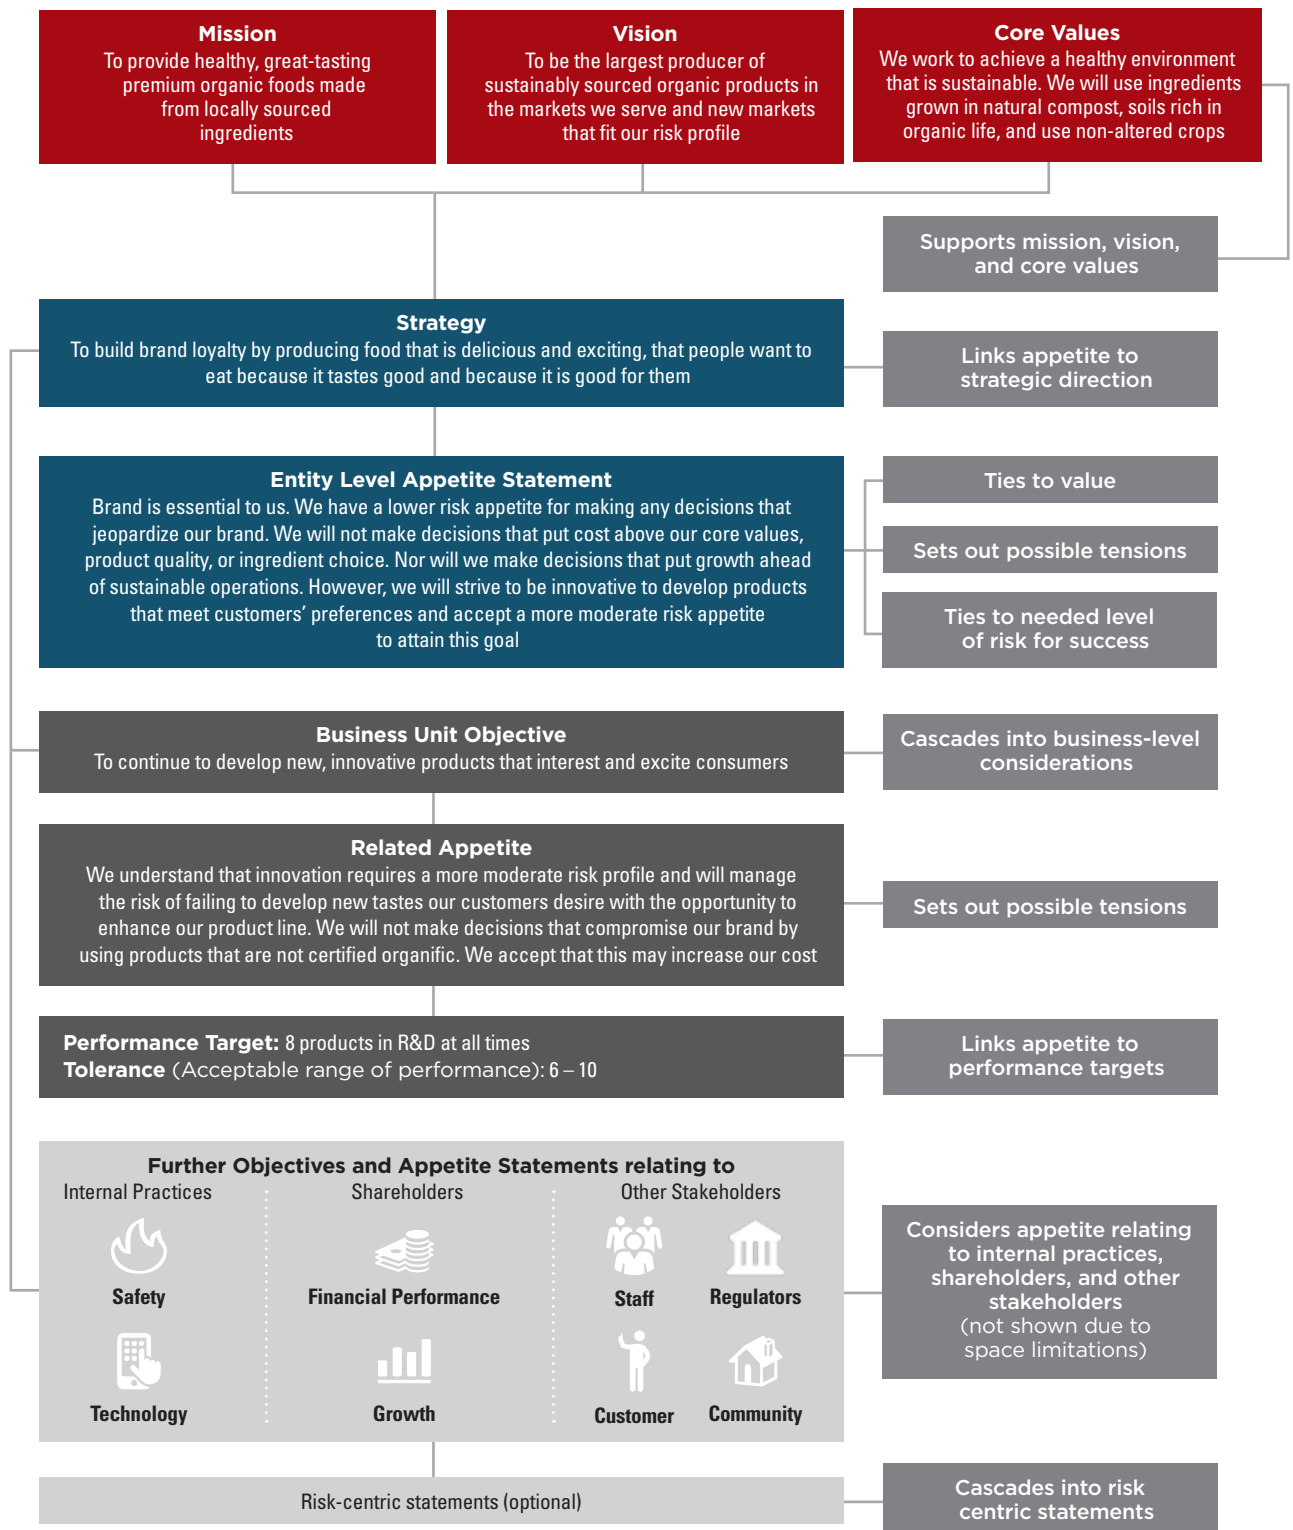 Mission
To provide healthy, great-tasting
premium organic foods made
from locally sourced
ingredients
Vision
To be the largest producer of
sustainably sourced organic products in
the markets we serve and new markets
that fit our risk profile
Core Values
We work to achieve a healthy environment
that is sustainable. We will use ingredients
grown in natural compost, soils rich in
organic life, and use non-altered crops
Supports mission, vision,
and core values
Strategy
To build brand loyalty by producing food that is delicious and exciting, that people want to
eat because it tastes good and because it is good for them
Links appetite to
strategic direction
Entity Level Appetite Statement
Brand is essential to us. We have a lower risk appetite for making any decisions that
jeopardize our brand. We will not make decisions that put cost above our core values,
product quality, or ingredient choice. Nor will we make decisions that put growth ahead
of sustainable operations. However, we will strive to be innovative to develop products
that meet customers’ preferences and accept a more moderate risk appetite
to attain this goal
Ties to value
Sets out possible tensions
Ties to needed level
of risk for success
Business Unit Objective
To continue to develop new, innovative products that interest and excite consumers
Cascades into business-level
considerations
Related Appetite
We understand that innovation requires a more moderate risk profile and will manage
the risk of failing to develop new tastes our customers desire with the opportunity to
enhance our product line. We will not make decisions that compromise our brand by
using products that are not certified organific. We accept that this may increase our cost
Sets out possible tensions
Performance Target: 8 products in R&D at all times
Tolerance (Acceptable range of performance): 6 – 10
Links appetite to
performance targets
Further Objectives and Appetite Statements relating to
Internal Practices
Shareholders
Other Stakeholders
Safety
Financial Performance
Staff
Regulators
Technology
Growth
Customer
Community
Considers appetite relating
to internal practices,
shareholders, and other
stakeholders
(not shown due to
space limitations)
Risk-centric statements (optional)
Cascades into risk
centric statements